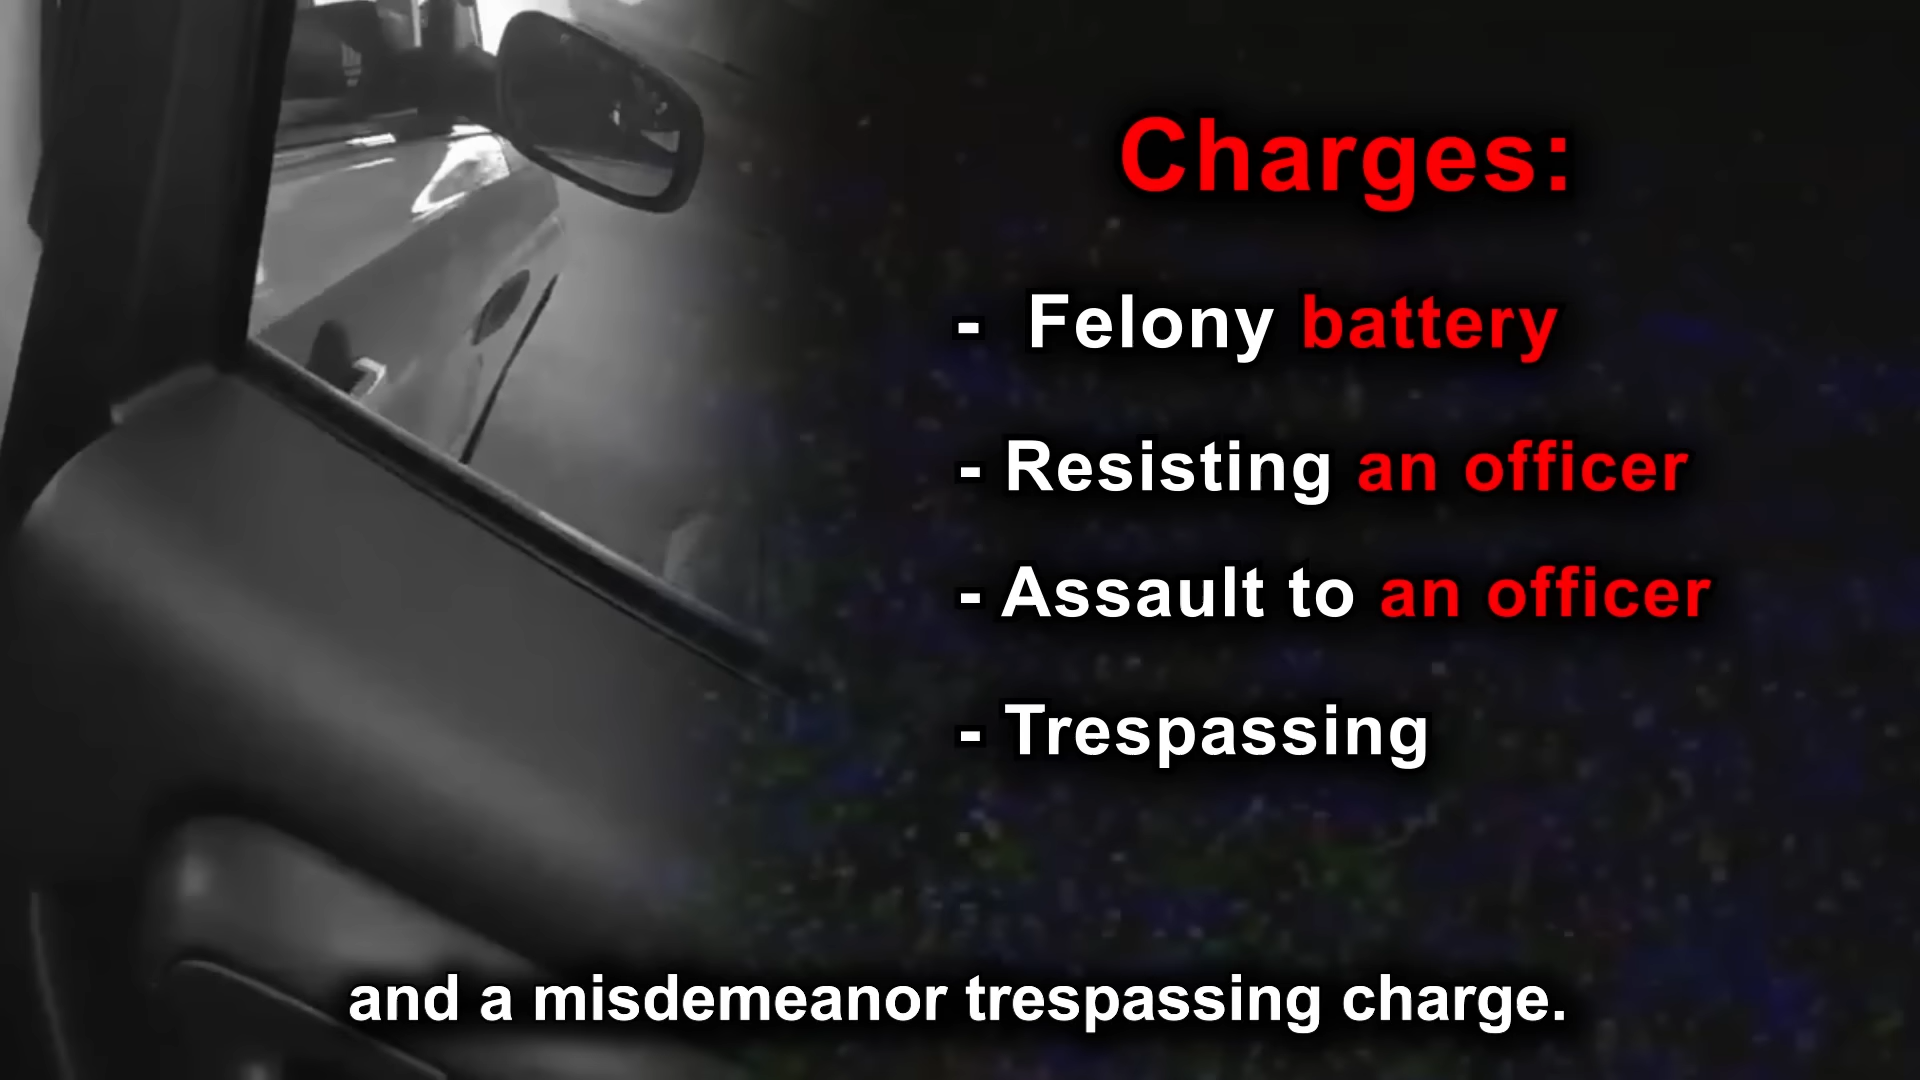 Charges:
- Felony battery
- Resisting an officer
- Assault to an officer
- Trespassing
and a misdemeanor trespassing charge.